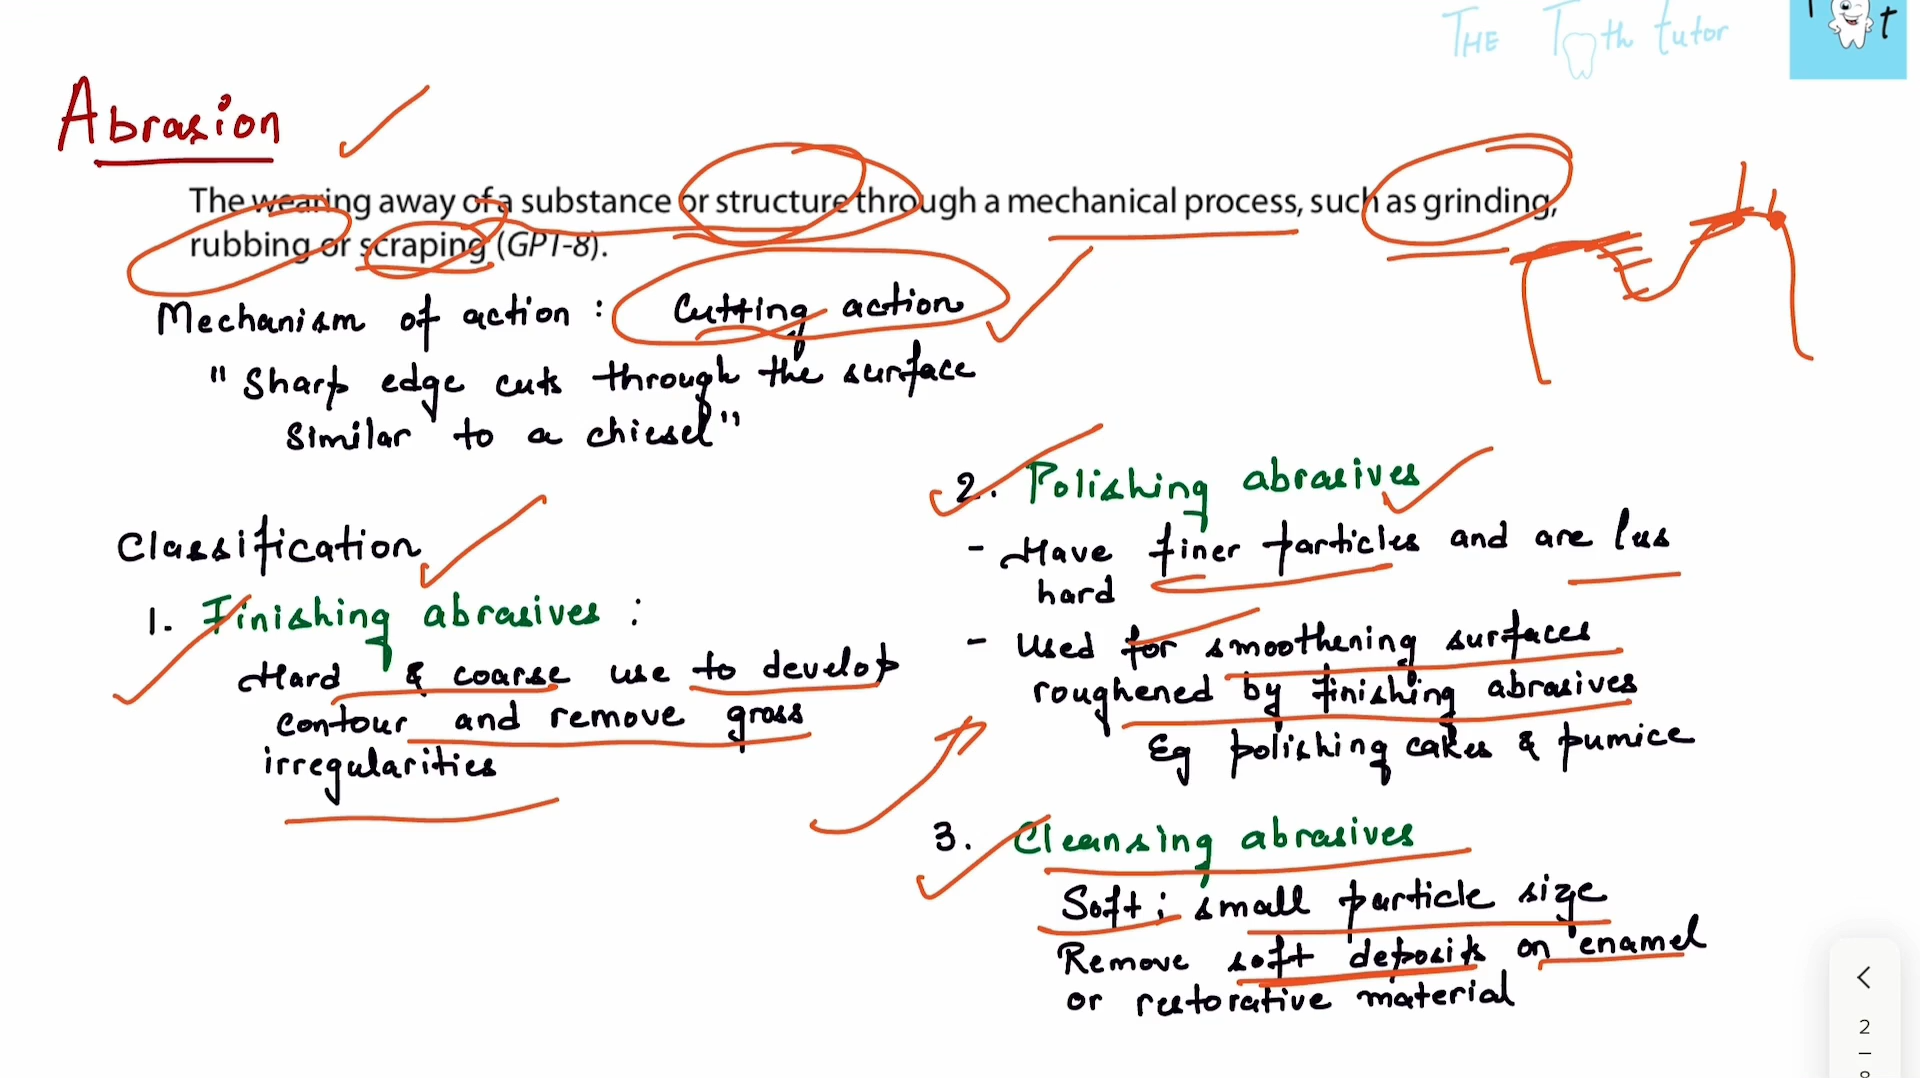 THE Tooth tutor
t
Abrasion
The wearing away of a substance or structure through a mechanical process, such as grinding,
rubbing or scraping (GPT-8).
Mechanism of action : Cutting action
"Sharp edge cuts through the surface
Similar to a chiesel"
Classification
1. Finishing abrasives :
Hard & coarse use to develop
contour and remove gross
irregularities
2. Polishing abrasives
- Have finer particles and are less
hard
- Used for smoothening surfaces
roughened by finishing abrasives
Eg polishing cakes & pumice
3. Cleansing abrasives
Soft; small particle size
Remove soft deposits on enamel
or restorative material
2